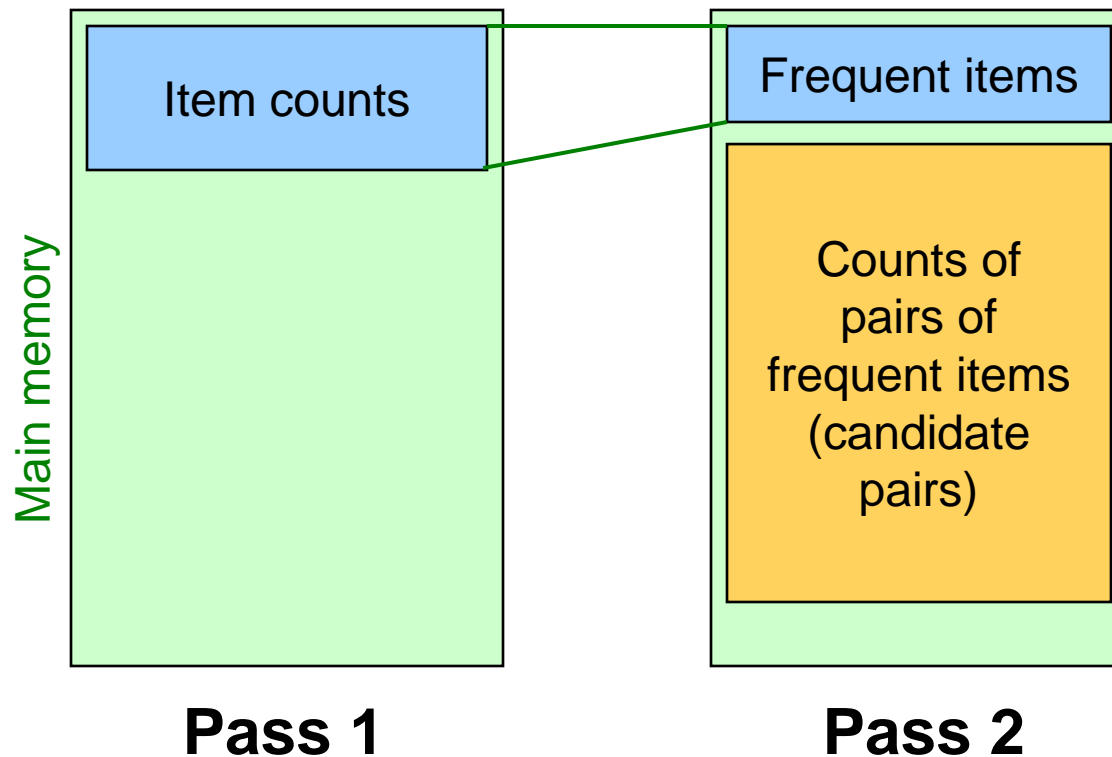 Main memory
Item counts
Frequent items
Counts of
pairs of
frequent items
(candidate
pairs)
Pass 1
Pass 2